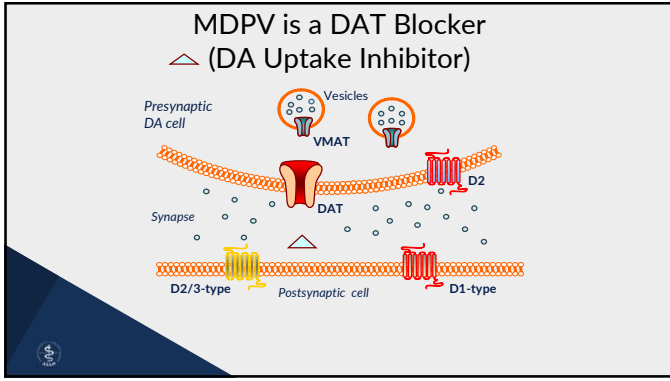 MDPV is a DAT Blocker
(DA Uptake Inhibitor)
Vesicles
Presynaptic
DA cell
VMAT
D2
DAT
Synapse
D2/3-type
Postsynaptic cell
D1-type